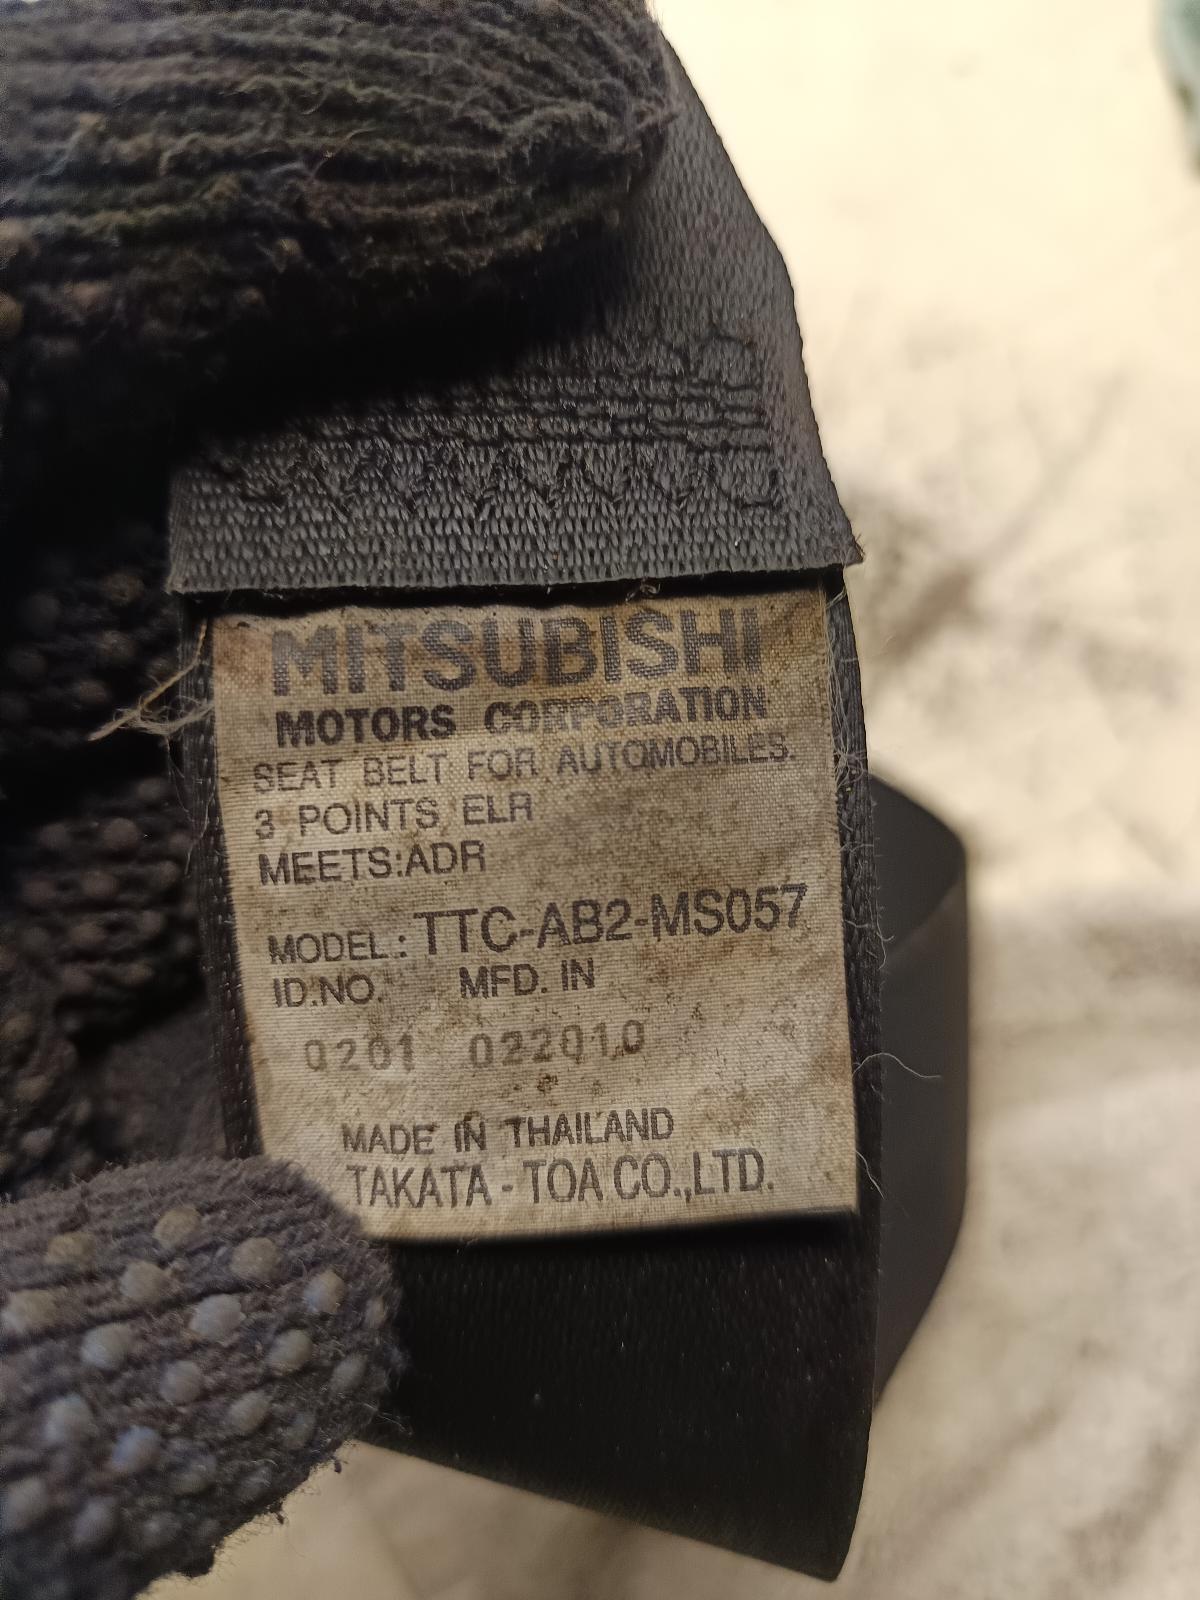 MITSUBISHI
MOTORS CORPORATION
SEAT BELT FOR AUTOMOBILES.
3 POINTS ELR
MEETS:ADR
MODEL.: TTC-AB2-MS057
ID.NO. MFD. IN
0201 022010
MADE IN THAILAND
TAKATA - TOA CO.,LTD.